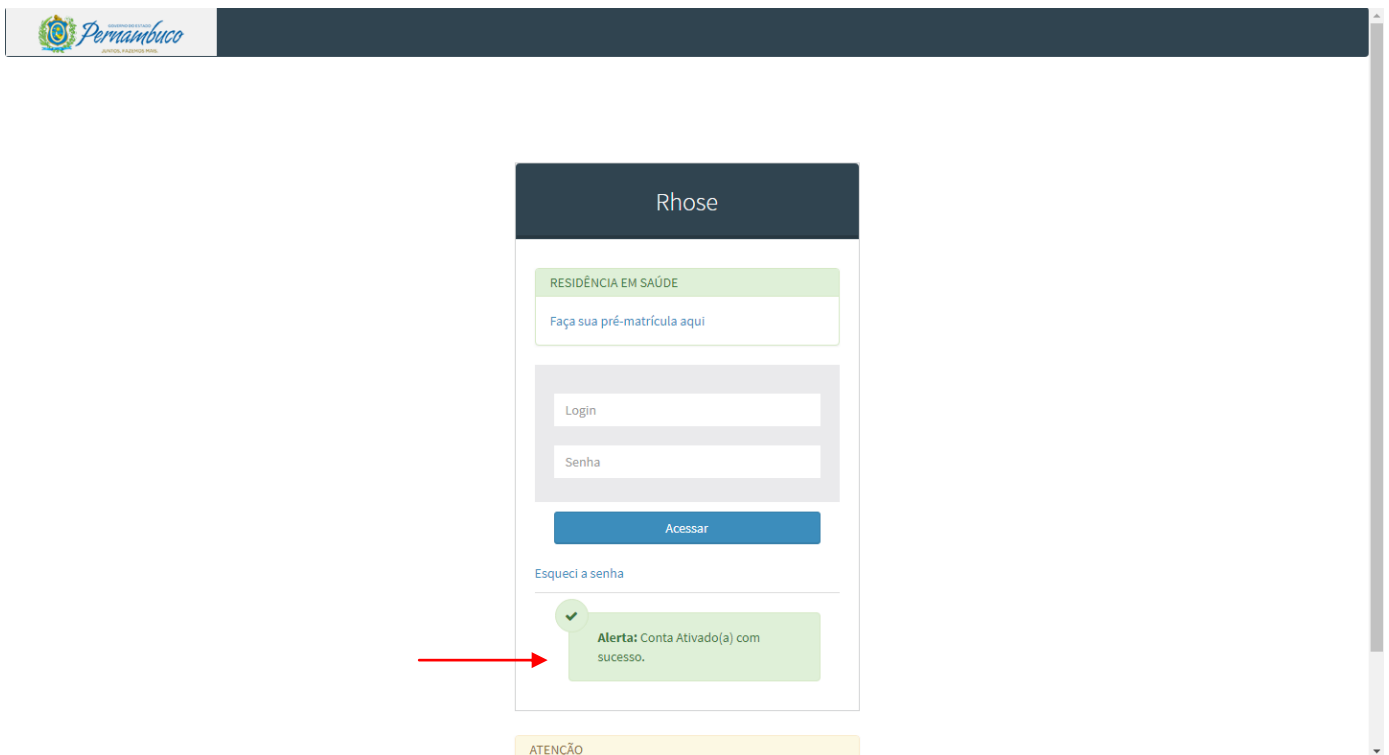 GOVERNO DO ESTADO
Pernambuco
JUNTOS, FAZEMOS MAIS.
Rhose
RESIDÊNCIA EM SAÚDE
Faça sua pré-matrícula aqui
Login
Senha
Acessar
Esqueci a senha
Alerta: Conta Ativado(a) com
sucesso.
ATENÇÃO